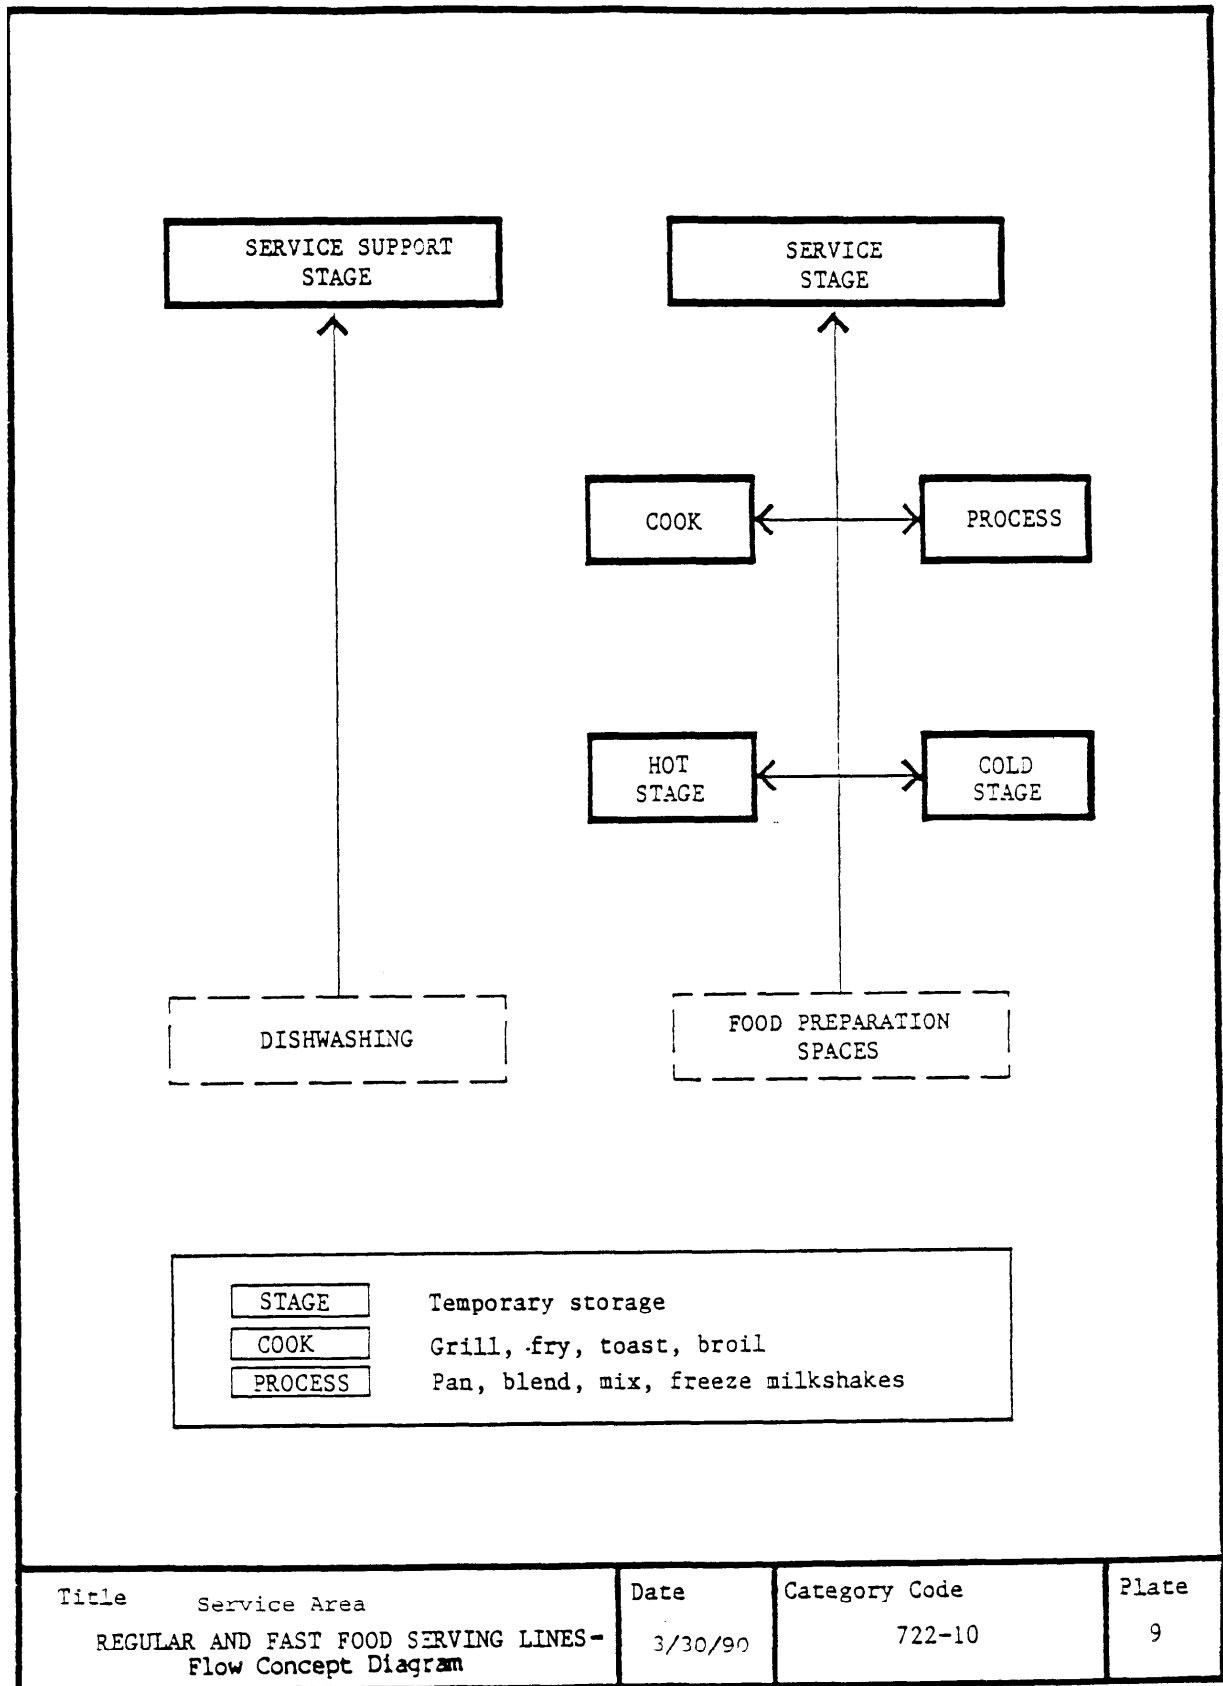 SERVICE SUPPORT
STAGE
SERVICE
STAGE
COOK
PROCESS
HOT
STAGE
COLD
STAGE
DISHWASHING
FOOD PREPARATION
SPACES
STAGE Temporary storage
COOK Grill, fry, toast, broil
PROCESS Pan, blend, mix, freeze milkshakes
Title Service Area
REGULAR AND FAST FOOD SERVING LINES-
Flow Concept Diagram
Date
3/30/90
Category Code
722-10
Plate
9